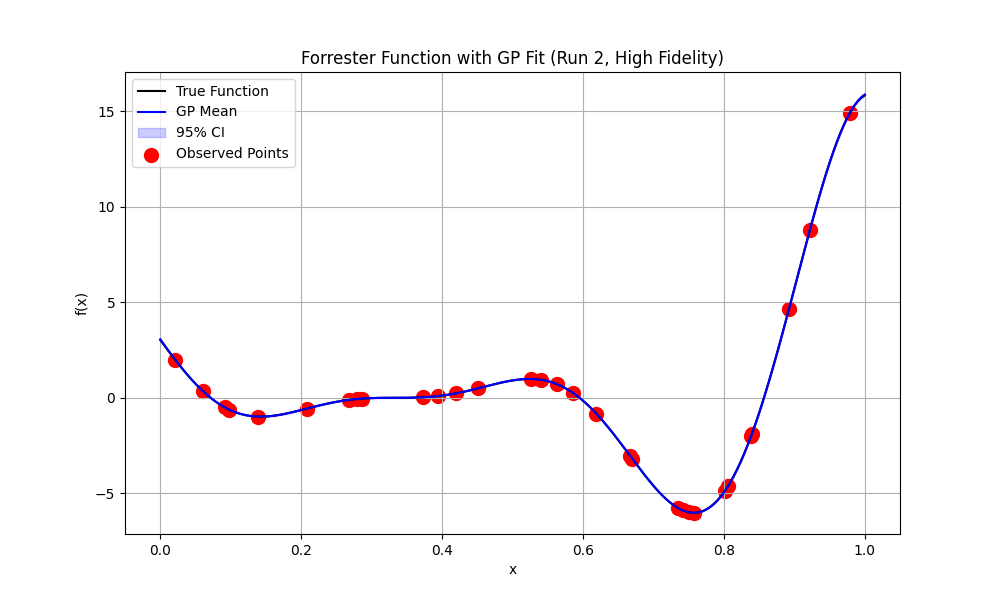 Forrester Function with GP Fit (Run 2, High Fidelity)
True Function
GP Mean
95% CI
Observed Points
15
10
5
0
−5
f(x)
0.0 0.2 0.4 0.6 0.8 1.0
x